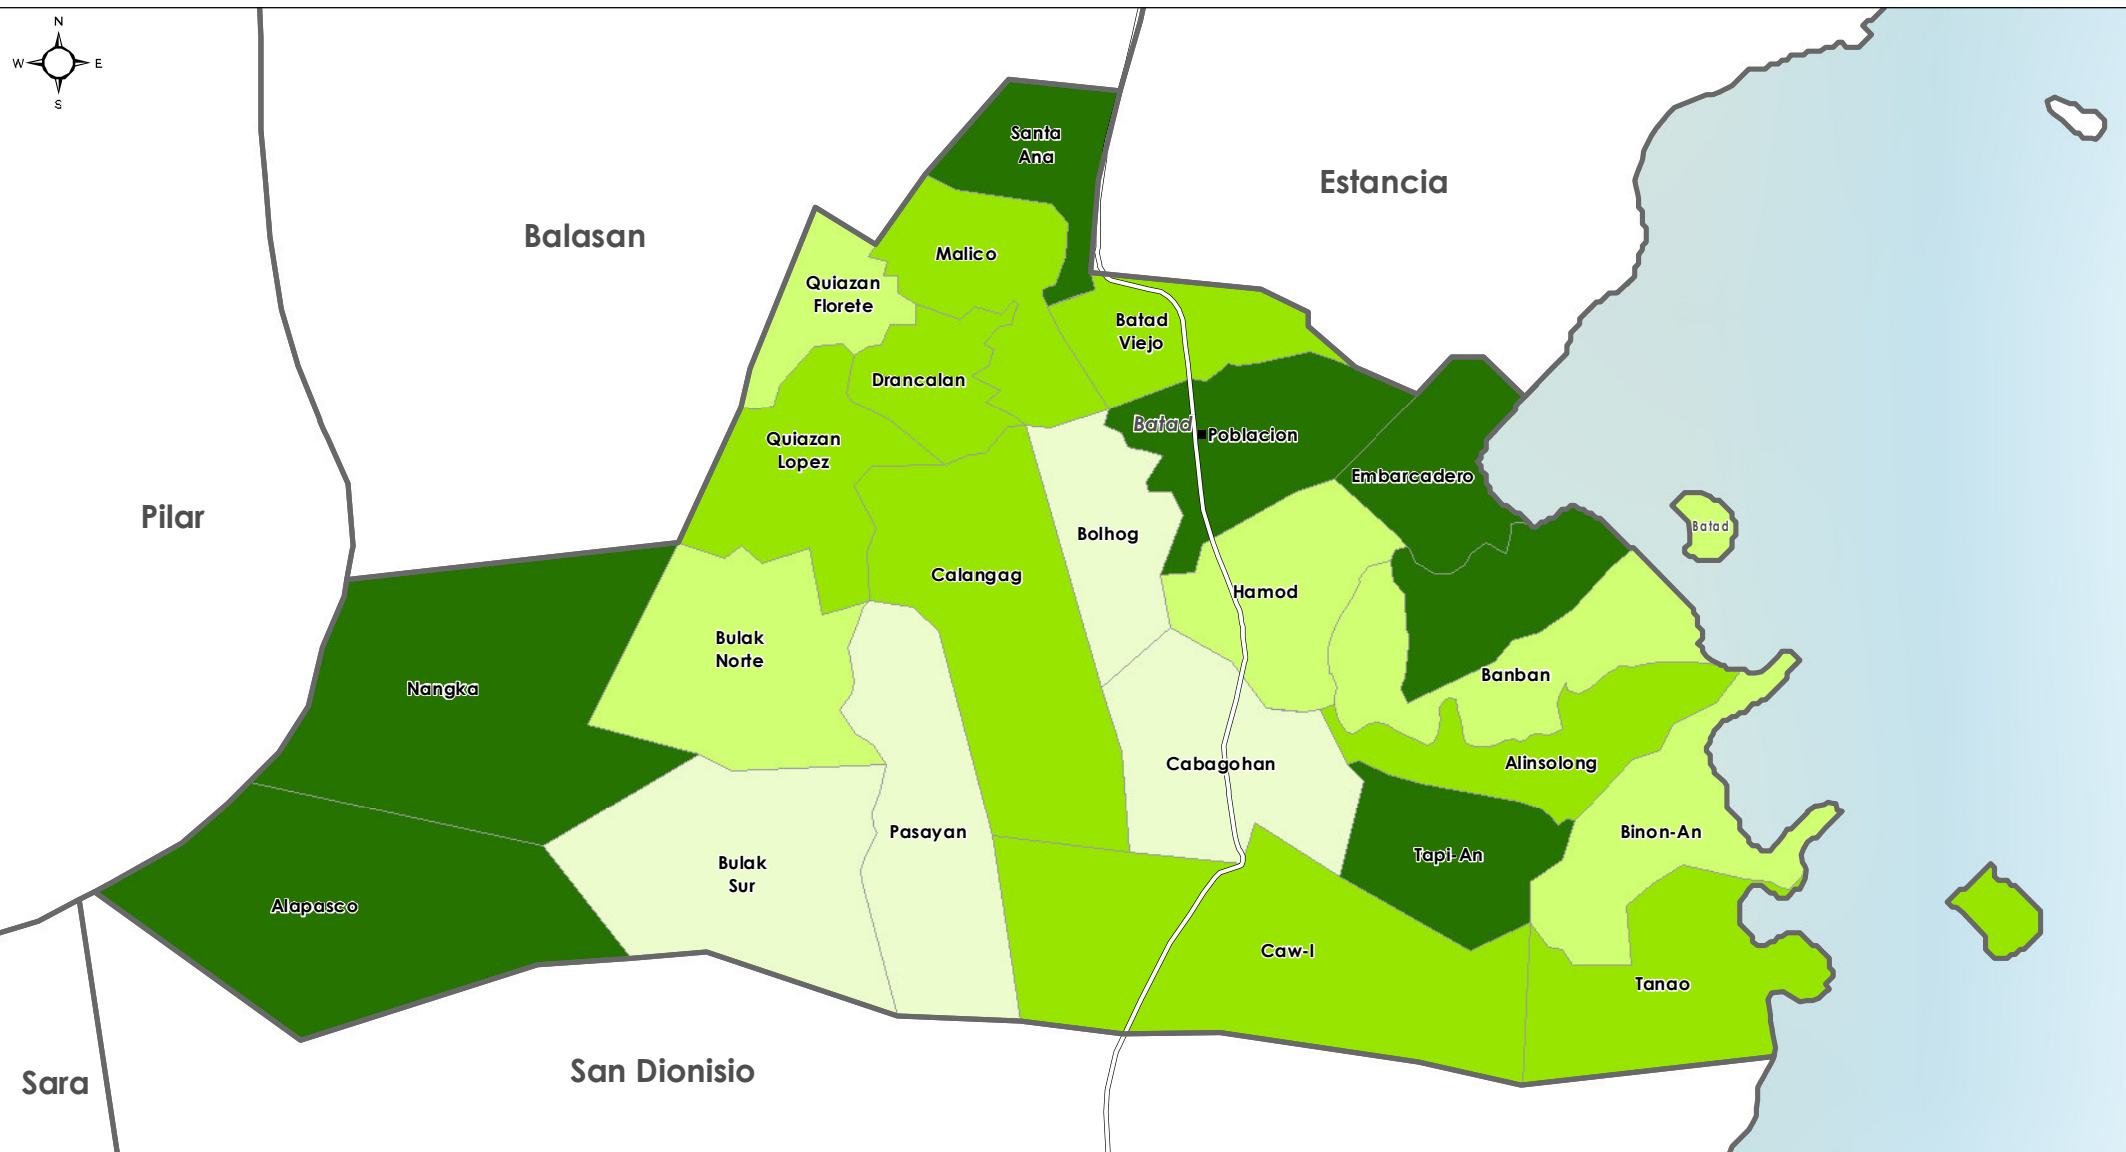 N
W E
S
Santa
Ana
Estancia
Balasan
Malico
Quiazan
Florete
Batad
Viejo
Drancalan
Batad
Poblacion
Quiazan
Lopez
Embarcadero
Pilar
Batad
Bolhog
Calangag
Hamod
Bulak
Norte
Banban
Nangka
Alinsolong
Cabagohan
Pasayan
Binon-An
Tapi-An
Bulak
Sur
Alapasco
Caw-I
Tanao
San Dionisio
Sara